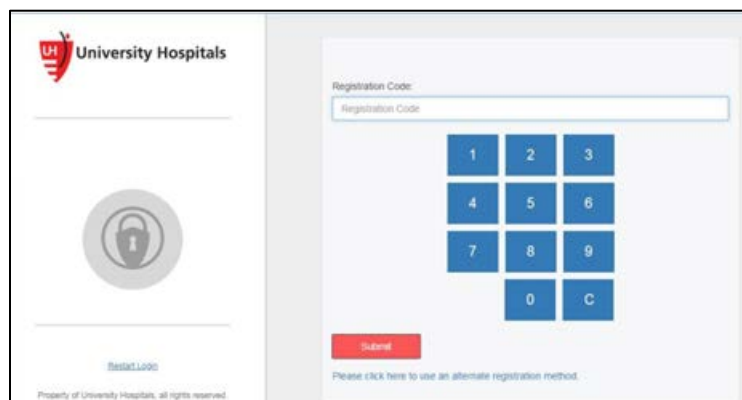 UH University Hospitals
Restart Login
Property of University Hospitals, all rights reserved.
Registration Code:
Registration Code
1 2 3
4 5 6
7 8 9
0 C
Submit
Please click here to use an alternate registration method.